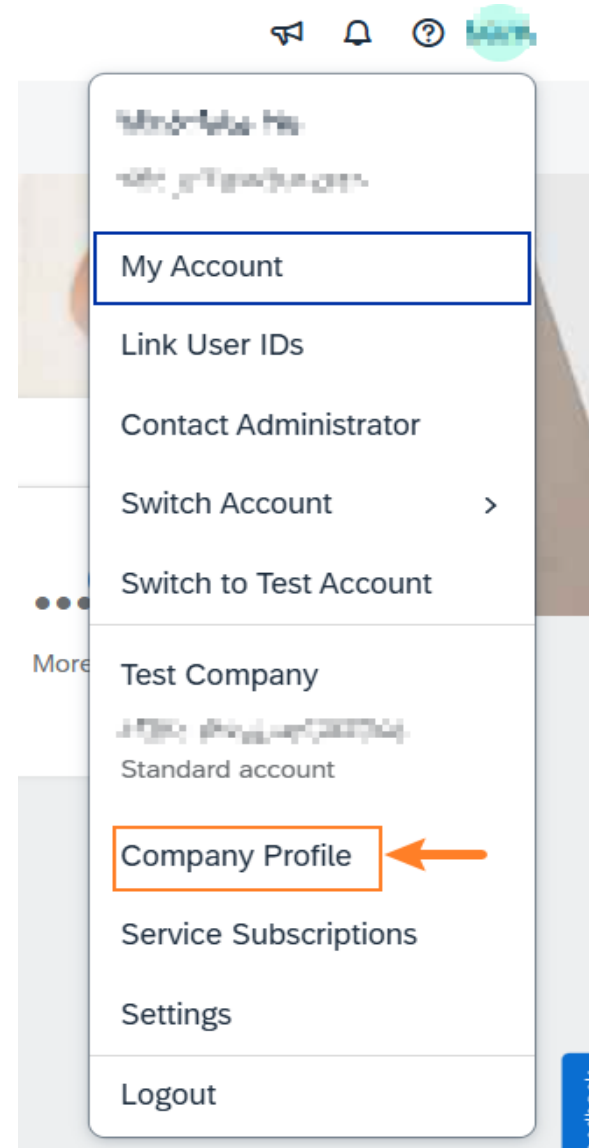 My Account
Link User IDs
Contact Administrator
Switch Account
Switch to Test Account
More
Test Company
Standard account
Company Profile
Service Subscriptions
Settings
Logout